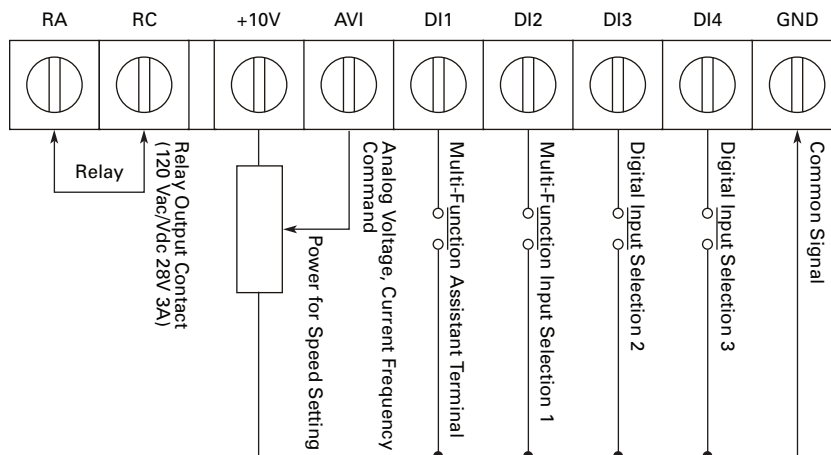 RA
RC
+10V
AVI
DI1
DI2
DI3
DI4
GND
Relay
Relay Output Contact
(120 Vac/Vdc 28V 3A)
Power for Speed Setting
Analog Voltage, Current Frequency
Command
Multi-Function Assistant Terminal
Multi-Function Input Selection 1
Digital Input Selection 2
Digital Input Selection 3
Common Signal